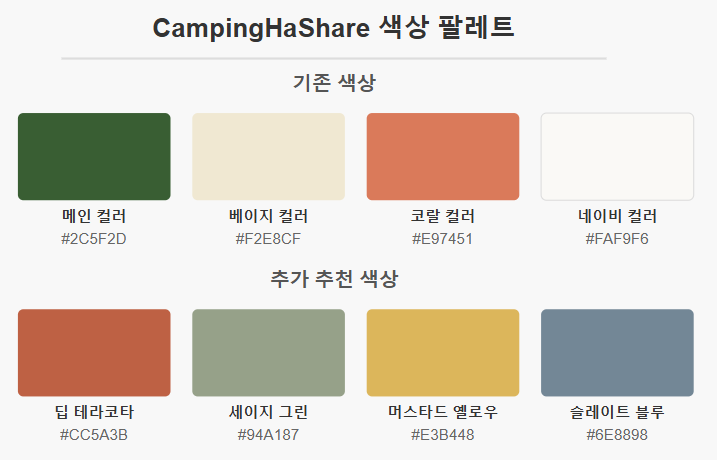 CampingHaShare 색상 팔레트
기존 색상
메인 컬러 베이지 컬러 코랄 컬러 네이비 컬러
#2C5F2D #F2E8CF #E97451 #FAF9F6
추가 추천 색상
딥 테라코타 세이지 그린 머스타드 옐로우 슬레이트 블루
#CC5A3B #94A187 #E3B448 #6E8898